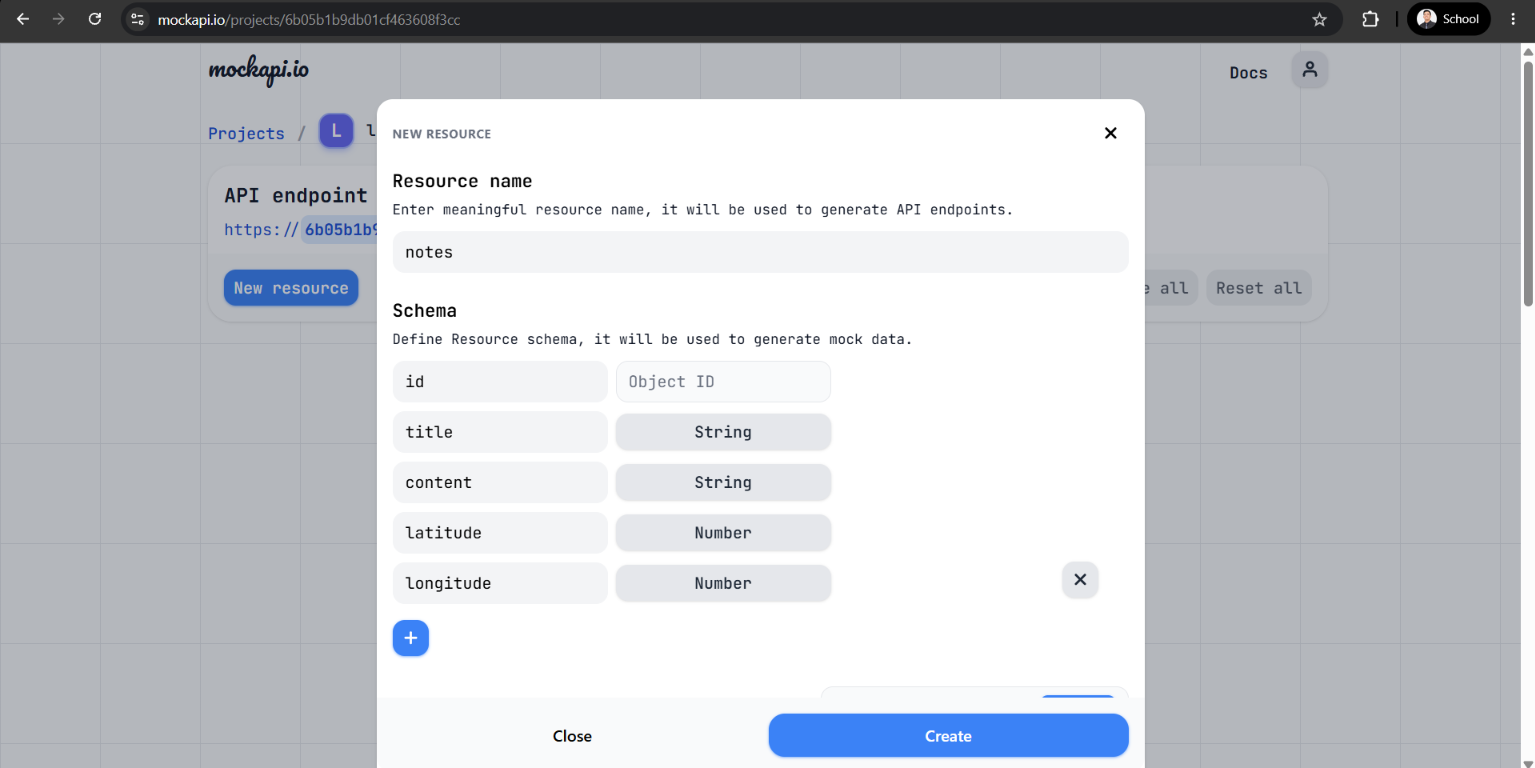 mockapi.io/projects/6b05b1b9db01cf463608f3cc
School
mockapi.io
Docs
Projects / L l
NEW RESOURCE
API endpoint
https://6b05b1b9
New resource
e all
Reset all
Resource name
Enter meaningful resource name, it will be used to generate API endpoints.
notes
Schema
Define Resource schema, it will be used to generate mock data.
id Object ID
title String
content String
latitude Number
longitude Number
Close
Create